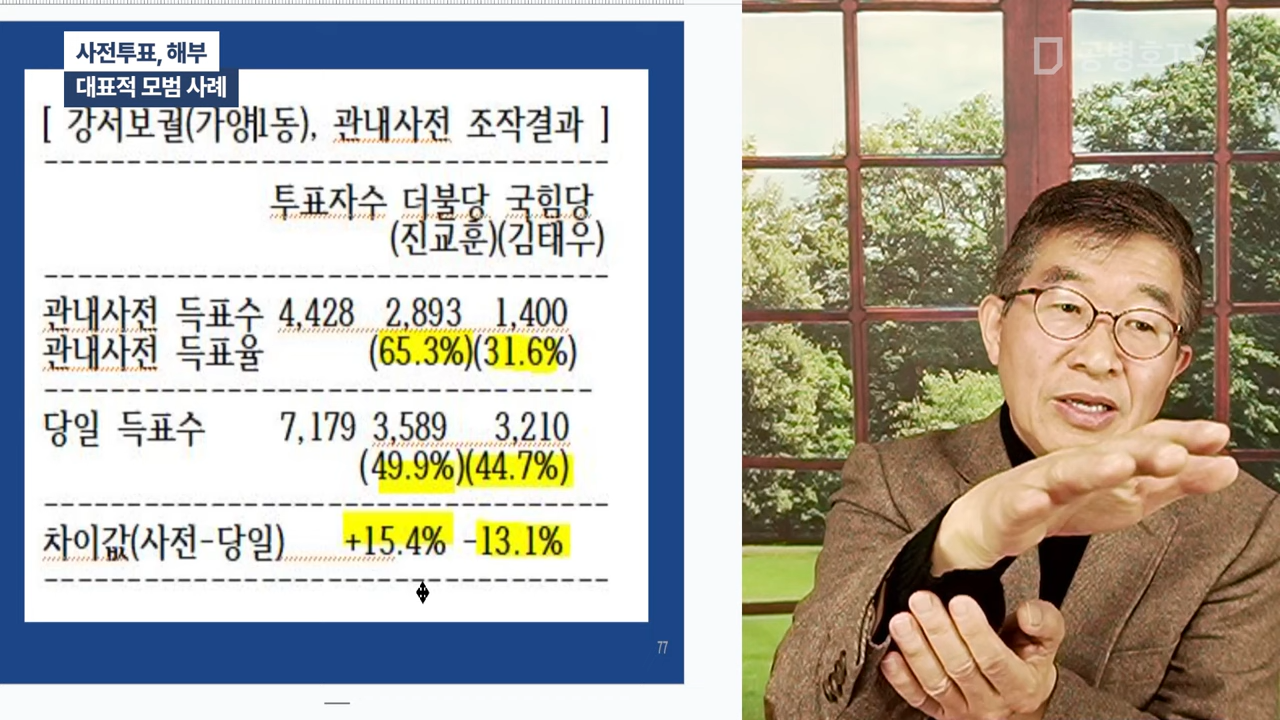 사전투표, 해부
대표적 모범 사례
공병호TV
[ 강서보궐(가양1동), 관내사전 조작결과 ]
투표자수 더불당 국힘당
(진교훈)(김태우)
관내사전 득표수 4,428 2,893 1,400
관내사전 득표율 (65.3%)(31.6%)
당일 득표수 7,179 3,589 3,210
(49.9%)(44.7%)
차이값(사전-당일) +15.4% -13.1%
77